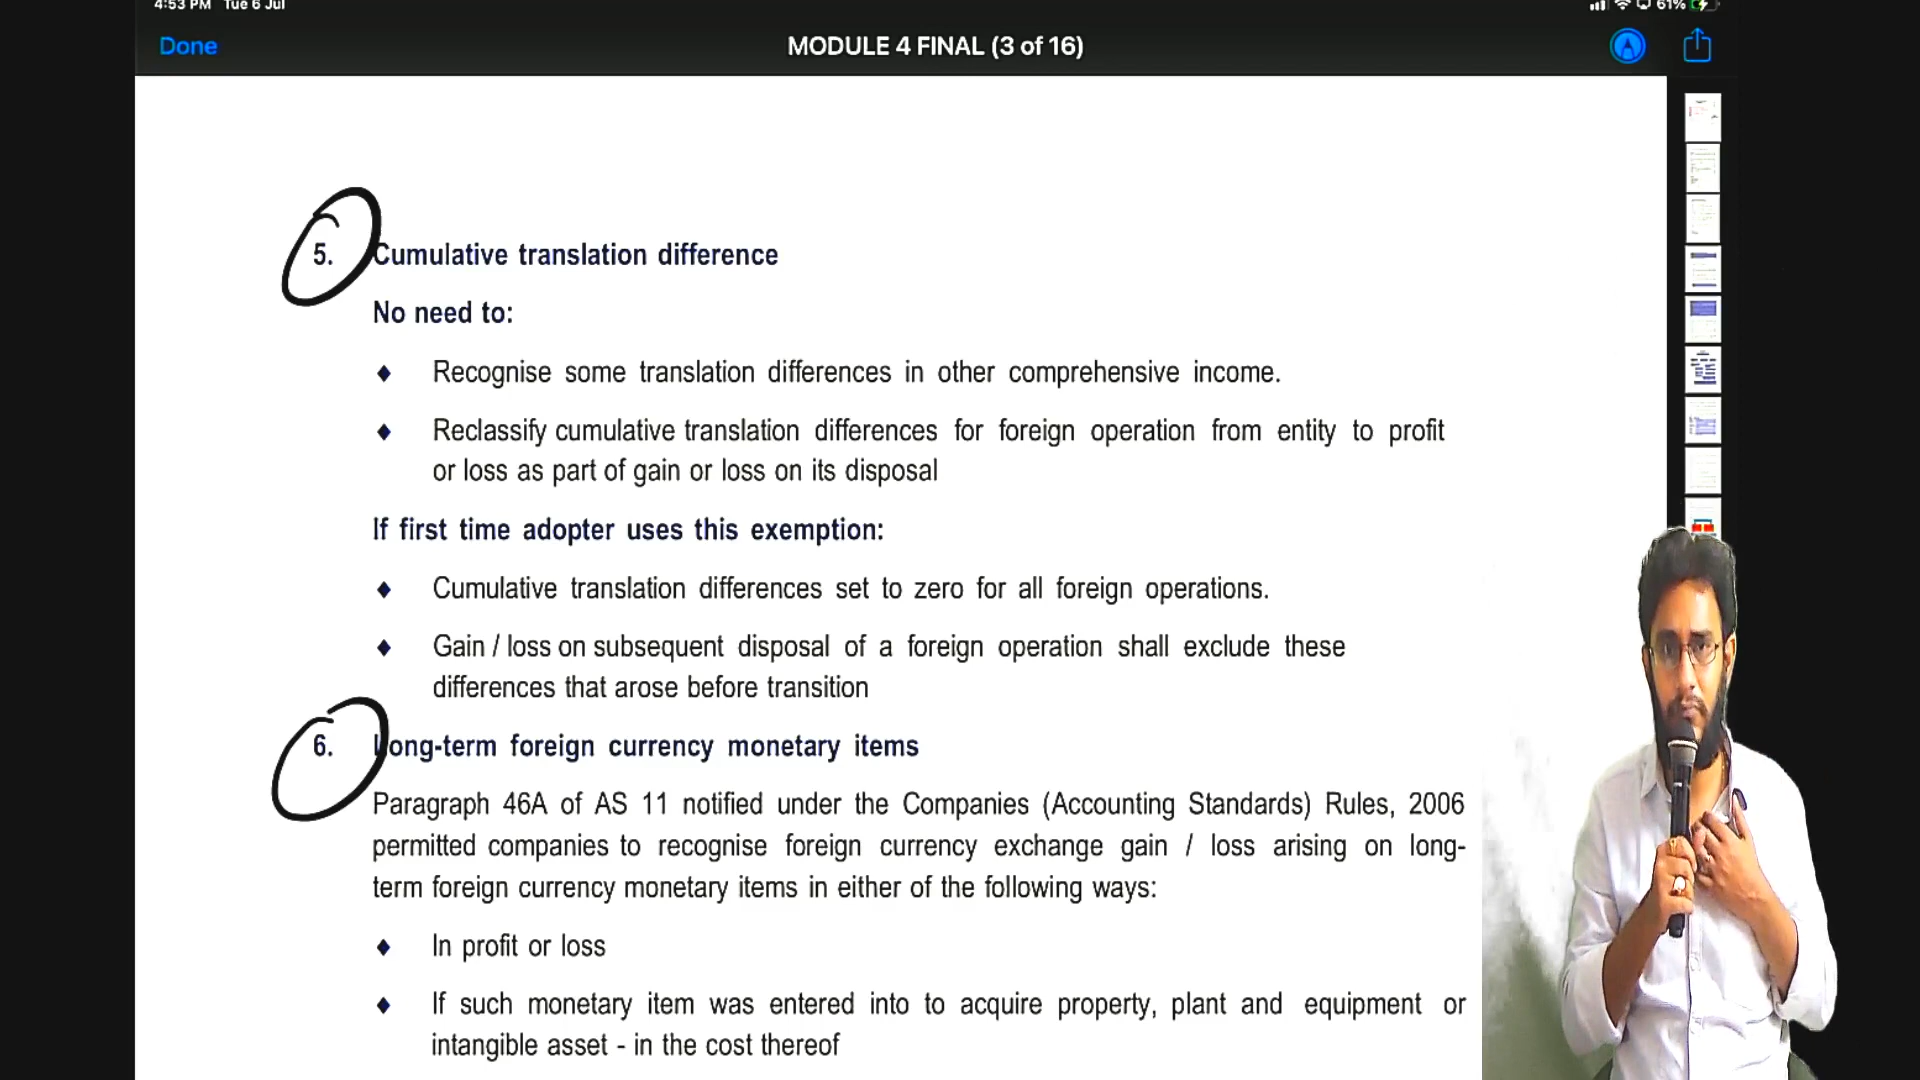 4:53 PM Tue 6 Jul
61%
Done
MODULE 4 FINAL (3 of 16)
5. Cumulative translation difference
No need to:
♦ Recognise some translation differences in other comprehensive income.
♦ Reclassify cumulative translation differences for foreign operation from entity to profit
or loss as part of gain or loss on its disposal
If first time adopter uses this exemption:
♦ Cumulative translation differences set to zero for all foreign operations.
♦ Gain / loss on subsequent disposal of a foreign operation shall exclude these
differences that arose before transition
6. Long-term foreign currency monetary items
Paragraph 46A of AS 11 notified under the Companies (Accounting Standards) Rules, 2006
permitted companies to recognise foreign currency exchange gain / loss arising on long-
term foreign currency monetary items in either of the following ways:
♦ In profit or loss
♦ If such monetary item was entered into to acquire property, plant and equipment or
intangible asset - in the cost thereof